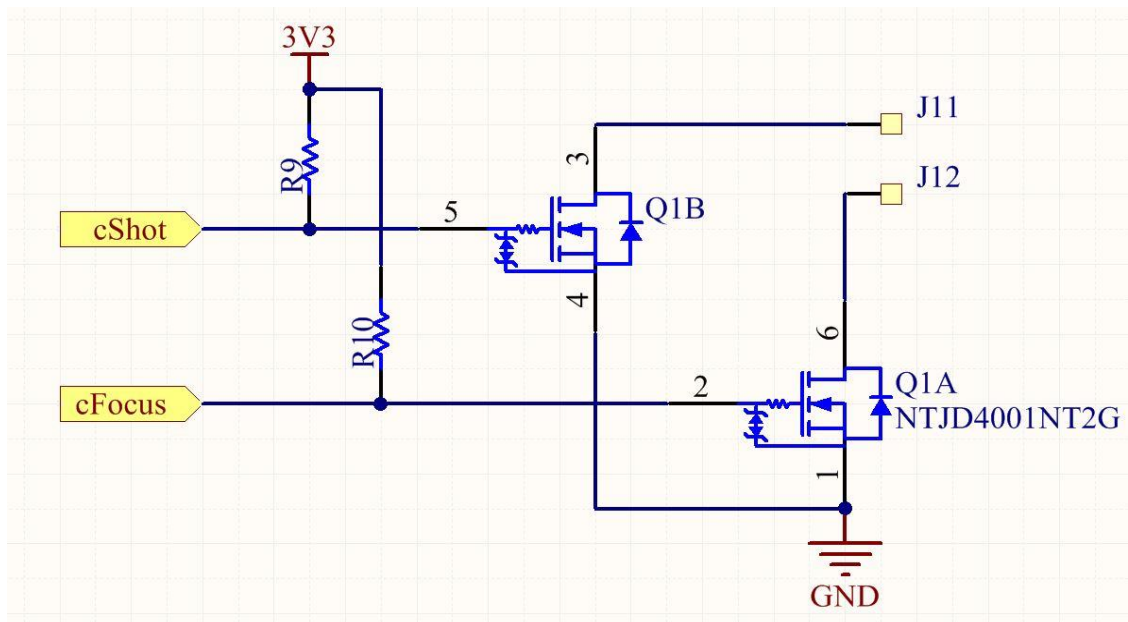 3V3
J11
3
J12
R9
Q1B
5
cShot
4
R10
6
2
Q1A
cFocus
NTJD4001NT2G
1
GND